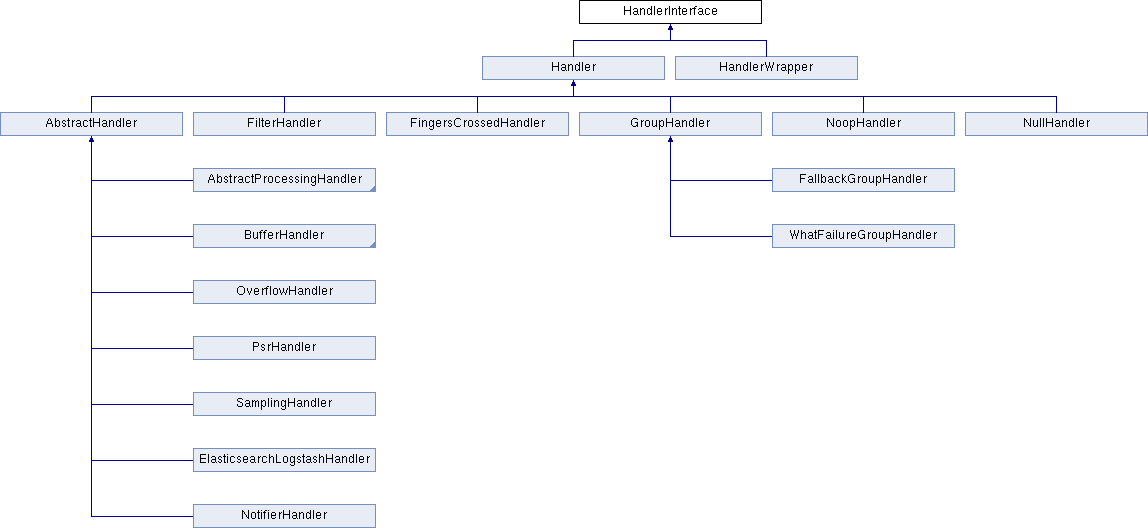 HandlerInterface
Handler
HandlerWrapper
AbstractHandler
FilterHandler
FingersCrossedHandler
GroupHandler
NoopHandler
NullHandler
AbstractProcessingHandler
FallbackGroupHandler
BufferHandler
WhatFailureGroupHandler
OverflowHandler
PsrHandler
SamplingHandler
ElasticsearchLogstashHandler
NotifierHandler